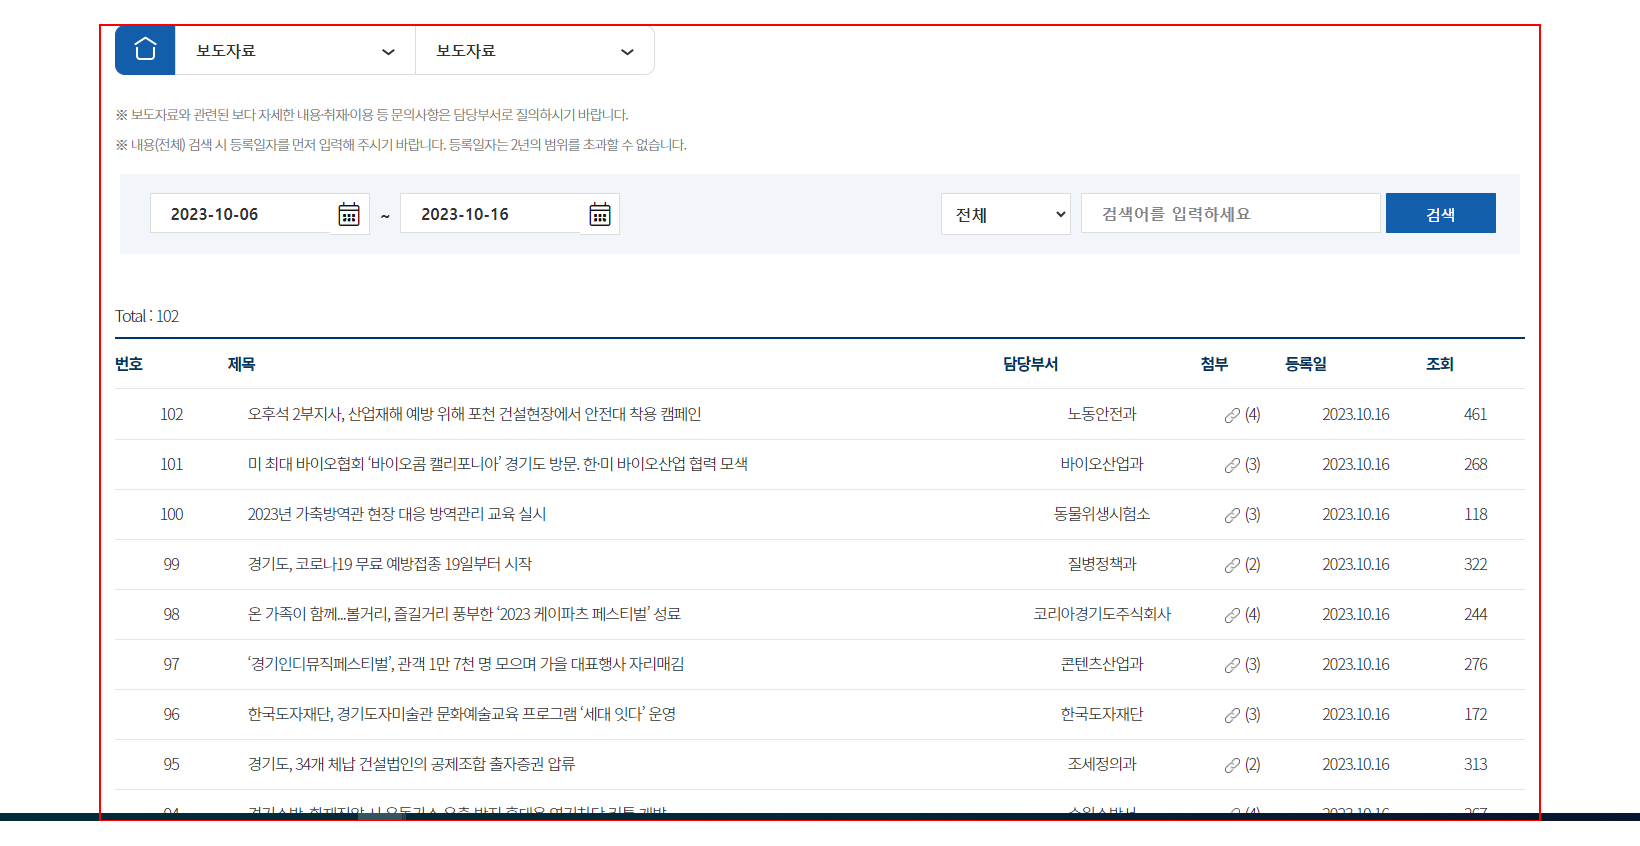 보도자료 보도자료
※ 보도자료와 관련된 보다 자세한 내용·취재·이용 등 문의사항은 담당부서로 질의하시기 바랍니다.
※ 내용(전체) 검색 시 등록일자를 먼저 입력해 주시기 바랍니다. 등록일자는 2년의 범위를 초과할 수 없습니다.
2023-10-06 ~ 2023-10-16 전체 검색어를 입력하세요 검색
Total : 102
번호 제목 담당부서 첨부 등록일 조회
102 오후석 2부지사, 산업재해 예방 위해 포천 건설현장에서 안전대 착용 캠페인 노동안전과 (4) 2023.10.16 461
101 미 최대 바이오협회 ‘바이오콤 캘리포니아’ 경기도 방문. 한·미 바이오산업 협력 모색 바이오산업과 (3) 2023.10.16 268
100 2023년 가축방역관 현장 대응 방역관리 교육 실시 동물위생시험소 (3) 2023.10.16 118
99 경기도, 코로나19 무료 예방접종 19일부터 시작 질병정책과 (2) 2023.10.16 322
98 온 가족이 함께...볼거리, 즐길거리 풍부한 ‘2023 케이파츠 페스티벌’ 성료 코리아경기도주식회사 (4) 2023.10.16 244
97 ‘경기인디뮤직페스티벌’, 관객 1만 7천 명 모으며 가을 대표행사 자리매김 콘텐츠산업과 (3) 2023.10.16 276
96 한국도자재단, 경기도자미술관 문화예술교육 프로그램 ‘세대 잇다’ 운영 한국도자재단 (3) 2023.10.16 172
95 경기도, 34개 체납 건설법인의 공제조합 출자증권 압류 조세정의과 (2) 2023.10.16 313
94 (4) 2023.10.16 267